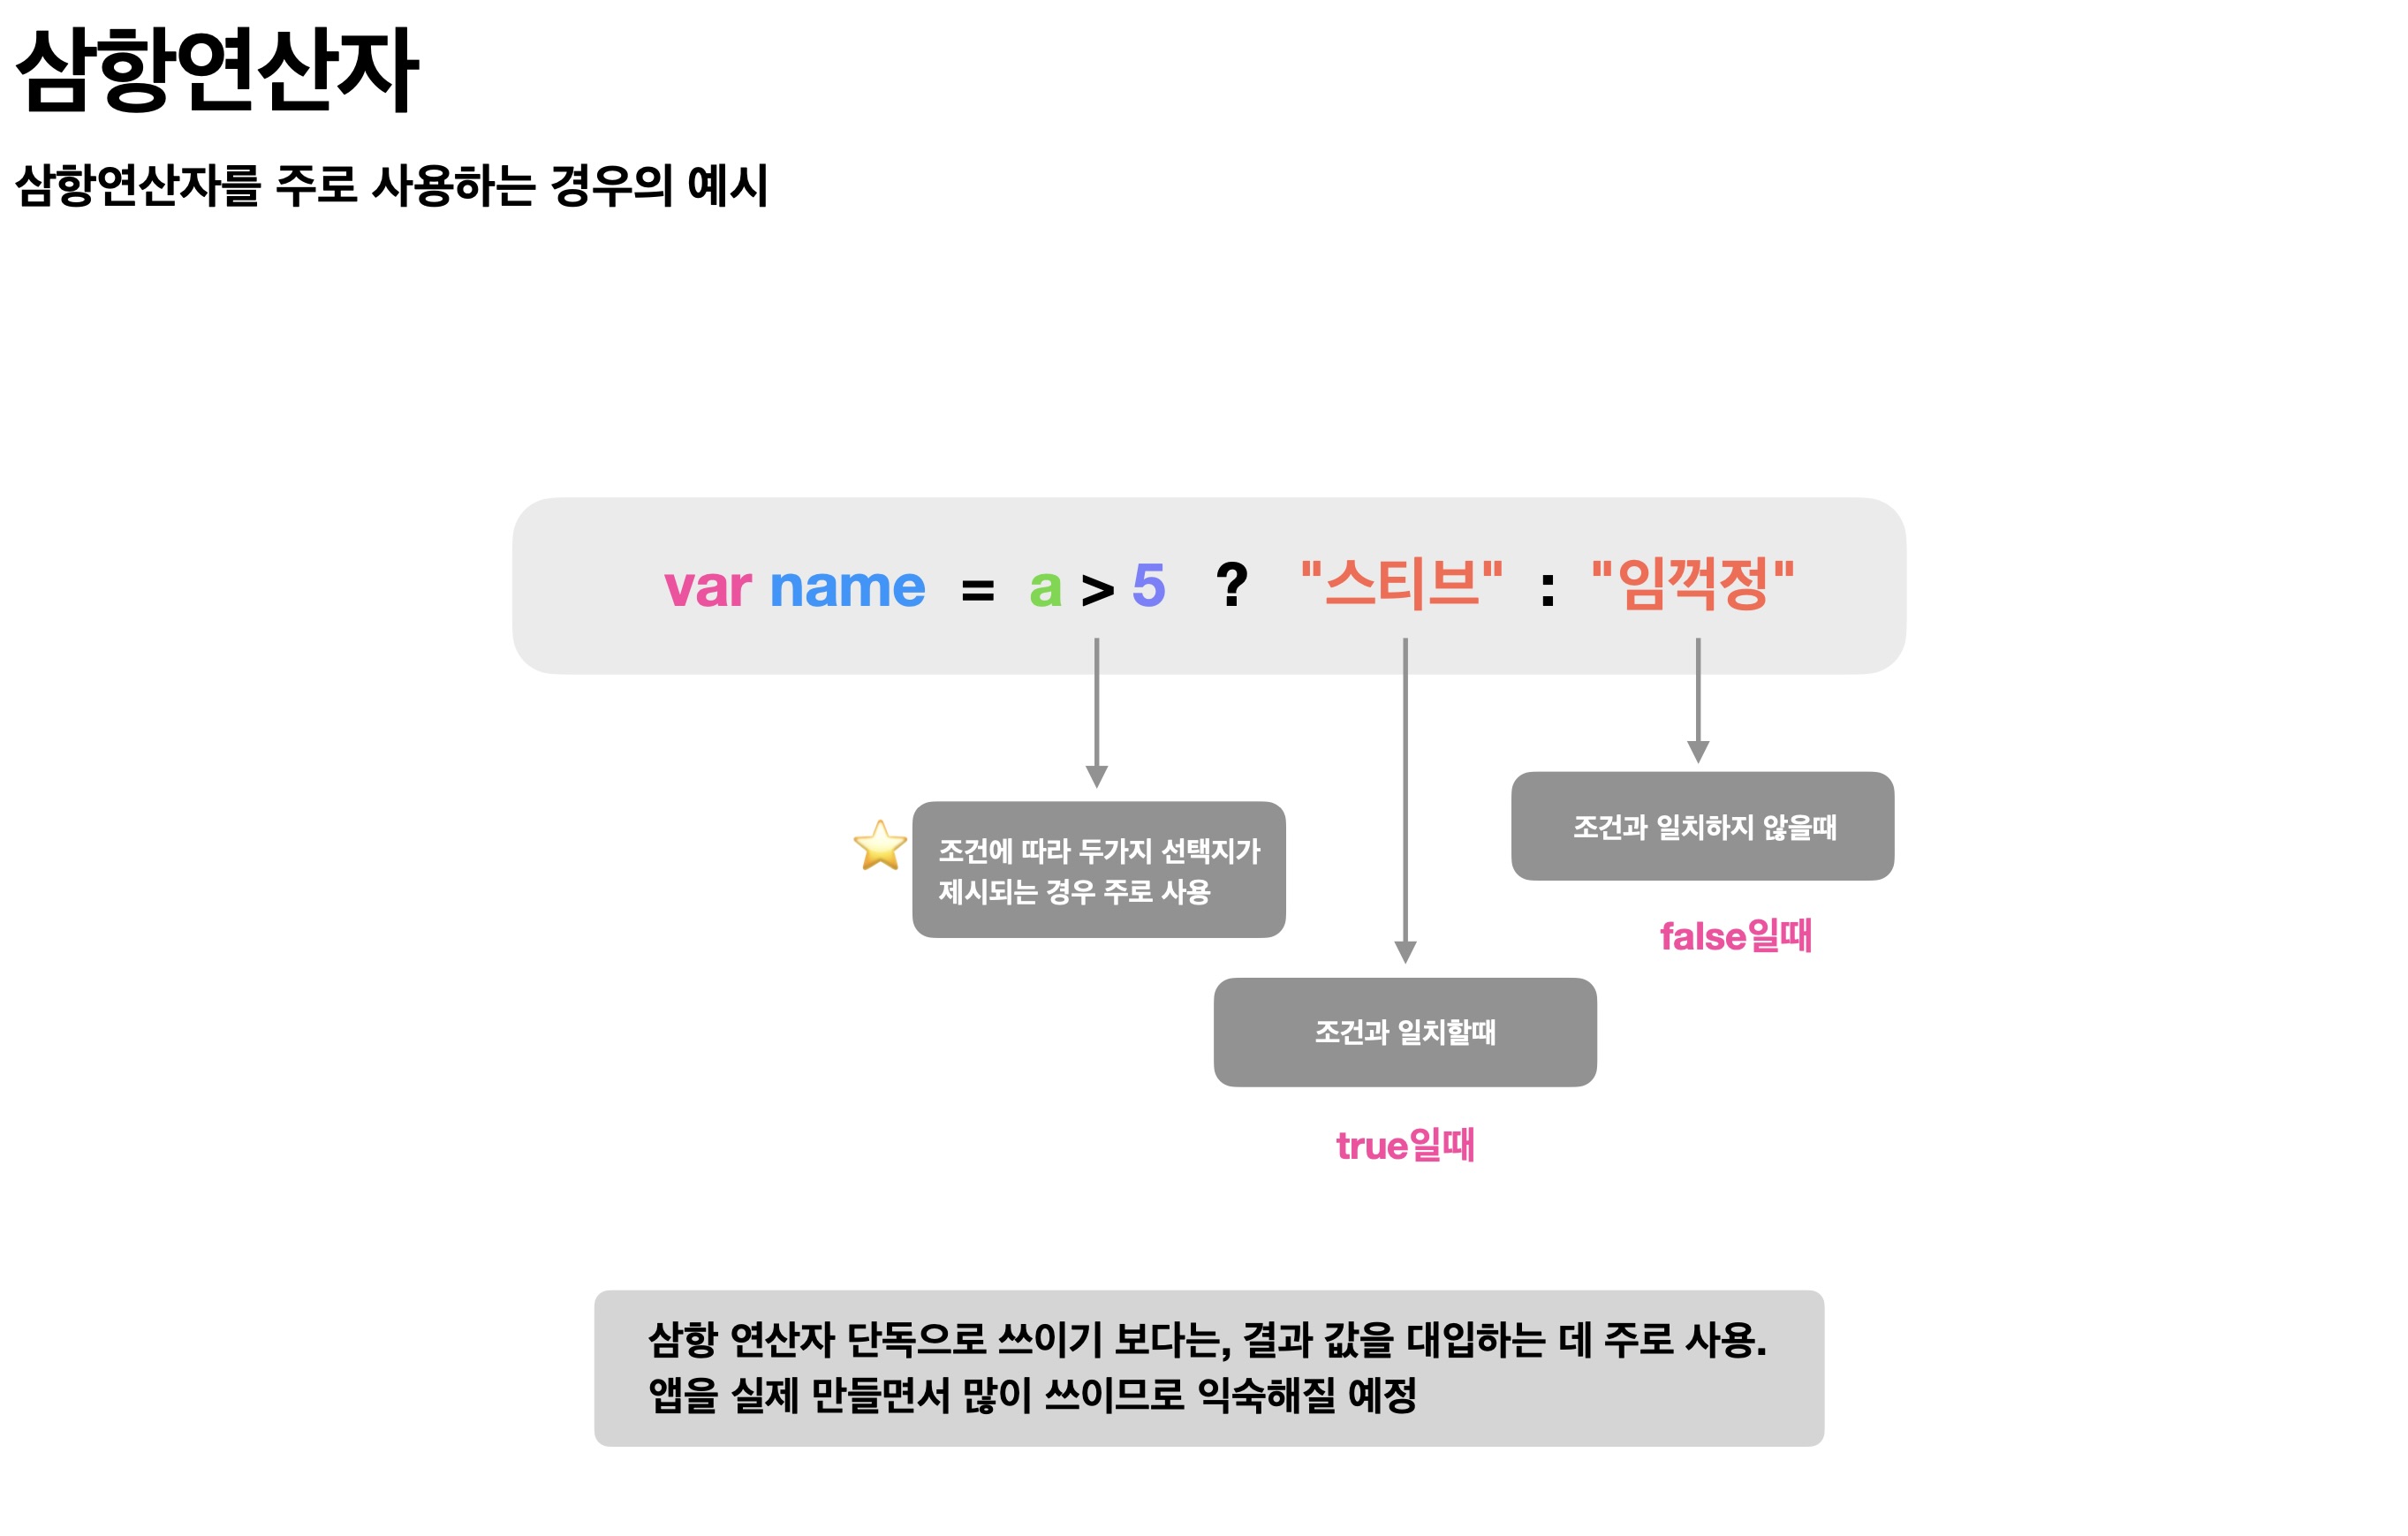 삼항연산자
삼항연산자를 주로 사용하는 경우의 예시
var name = a > 5 ? "스티브" : "임꺽정"
조건에 따라 두가지 선택지가
제시되는 경우 주로 사용
조건과 일치하지 않을때
false일때
조건과 일치할때
true일때
삼항 연산자 단독으로 쓰이기 보다는, 결과 값을 대입하는 데 주로 사용.
앱을 실제 만들면서 많이 쓰이므로 익숙해질 예정